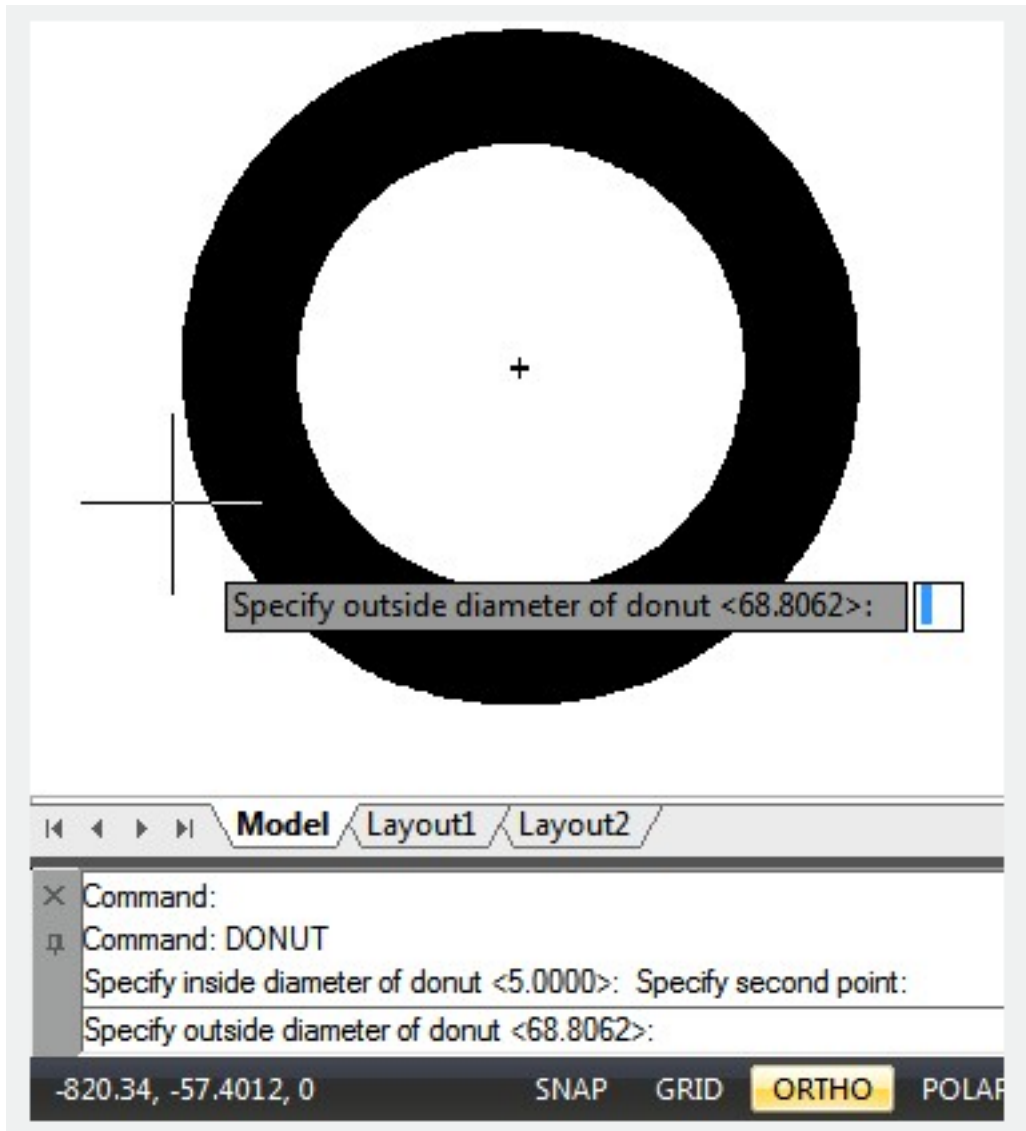 Specify outside diameter of donut <68.8062>:
Model Layout1 Layout2
Command:
Command: DONUT
Specify inside diameter of donut <5.0000>: Specify second point:
Specify outside diameter of donut <68.8062>:
-820.34, -57.4012, 0 SNAP GRID ORTHO POLAR